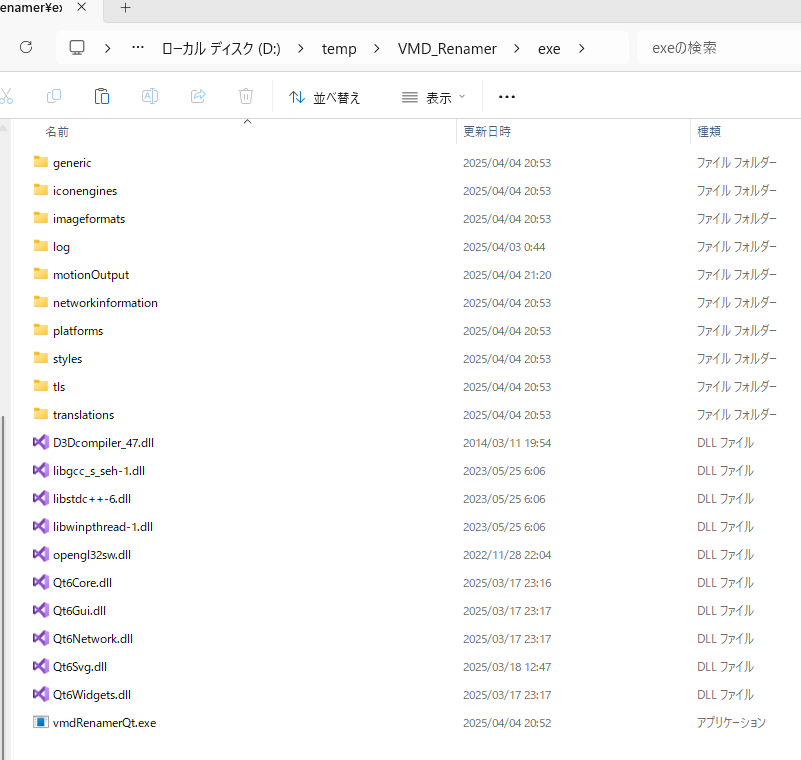 enamer¥ex
ローカル ディスク (D:) temp VMD_Renamer exe exeの検索
並べ替え 表示
名前 更新日時 種類
generic 2025/04/04 20:53 ファイル フォルダー
iconengines 2025/04/04 20:53 ファイル フォルダー
imageformats 2025/04/04 20:53 ファイル フォルダー
log 2025/04/03 0:44 ファイル フォルダー
motionOutput 2025/04/04 21:20 ファイル フォルダー
networkinformation 2025/04/04 20:53 ファイル フォルダー
platforms 2025/04/04 20:53 ファイル フォルダー
styles 2025/04/04 20:53 ファイル フォルダー
tls 2025/04/04 20:53 ファイル フォルダー
translations 2025/04/04 20:53 ファイル フォルダー
D3Dcompiler_47.dll 2014/03/11 19:54 DLL ファイル
libgcc_s_seh-1.dll 2023/05/25 6:06 DLL ファイル
libstdc++-6.dll 2023/05/25 6:06 DLL ファイル
libwinpthread-1.dll 2023/05/25 6:06 DLL ファイル
opengl32sw.dll 2022/11/28 22:04 DLL ファイル
Qt6Core.dll 2025/03/17 23:16 DLL ファイル
Qt6Gui.dll 2025/03/17 23:17 DLL ファイル
Qt6Network.dll 2025/03/17 23:17 DLL ファイル
Qt6Svg.dll 2025/03/18 12:47 DLL ファイル
Qt6Widgets.dll 2025/03/17 23:17 DLL ファイル
vmdRenamerQt.exe 2025/04/04 20:52 アプリケーション